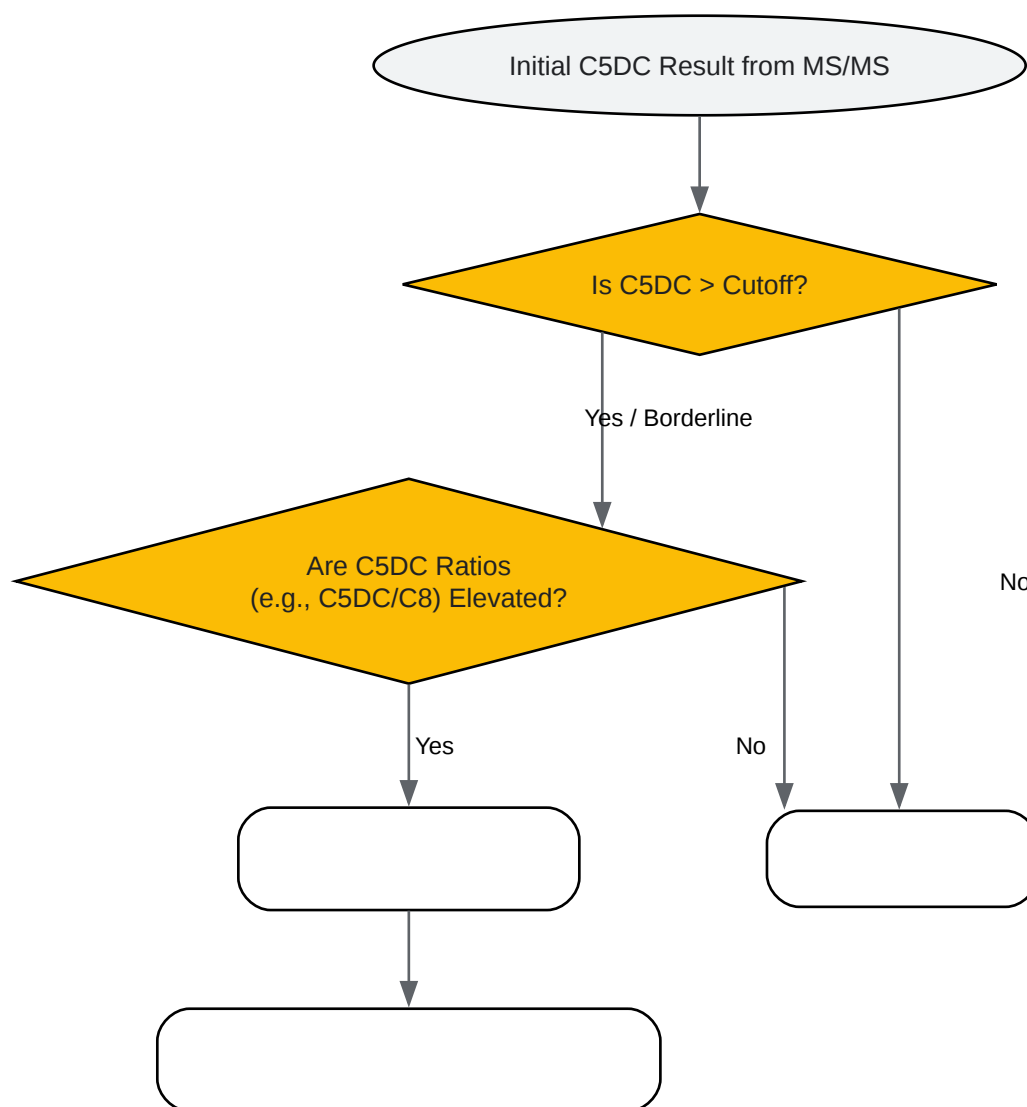 Initial C5DC Result from MS/MS
Is C5DC > Cutoff?
Yes / Borderline
Are C5DC Ratios
(e.g., C5DC/C8) Elevated?
No
Yes
No